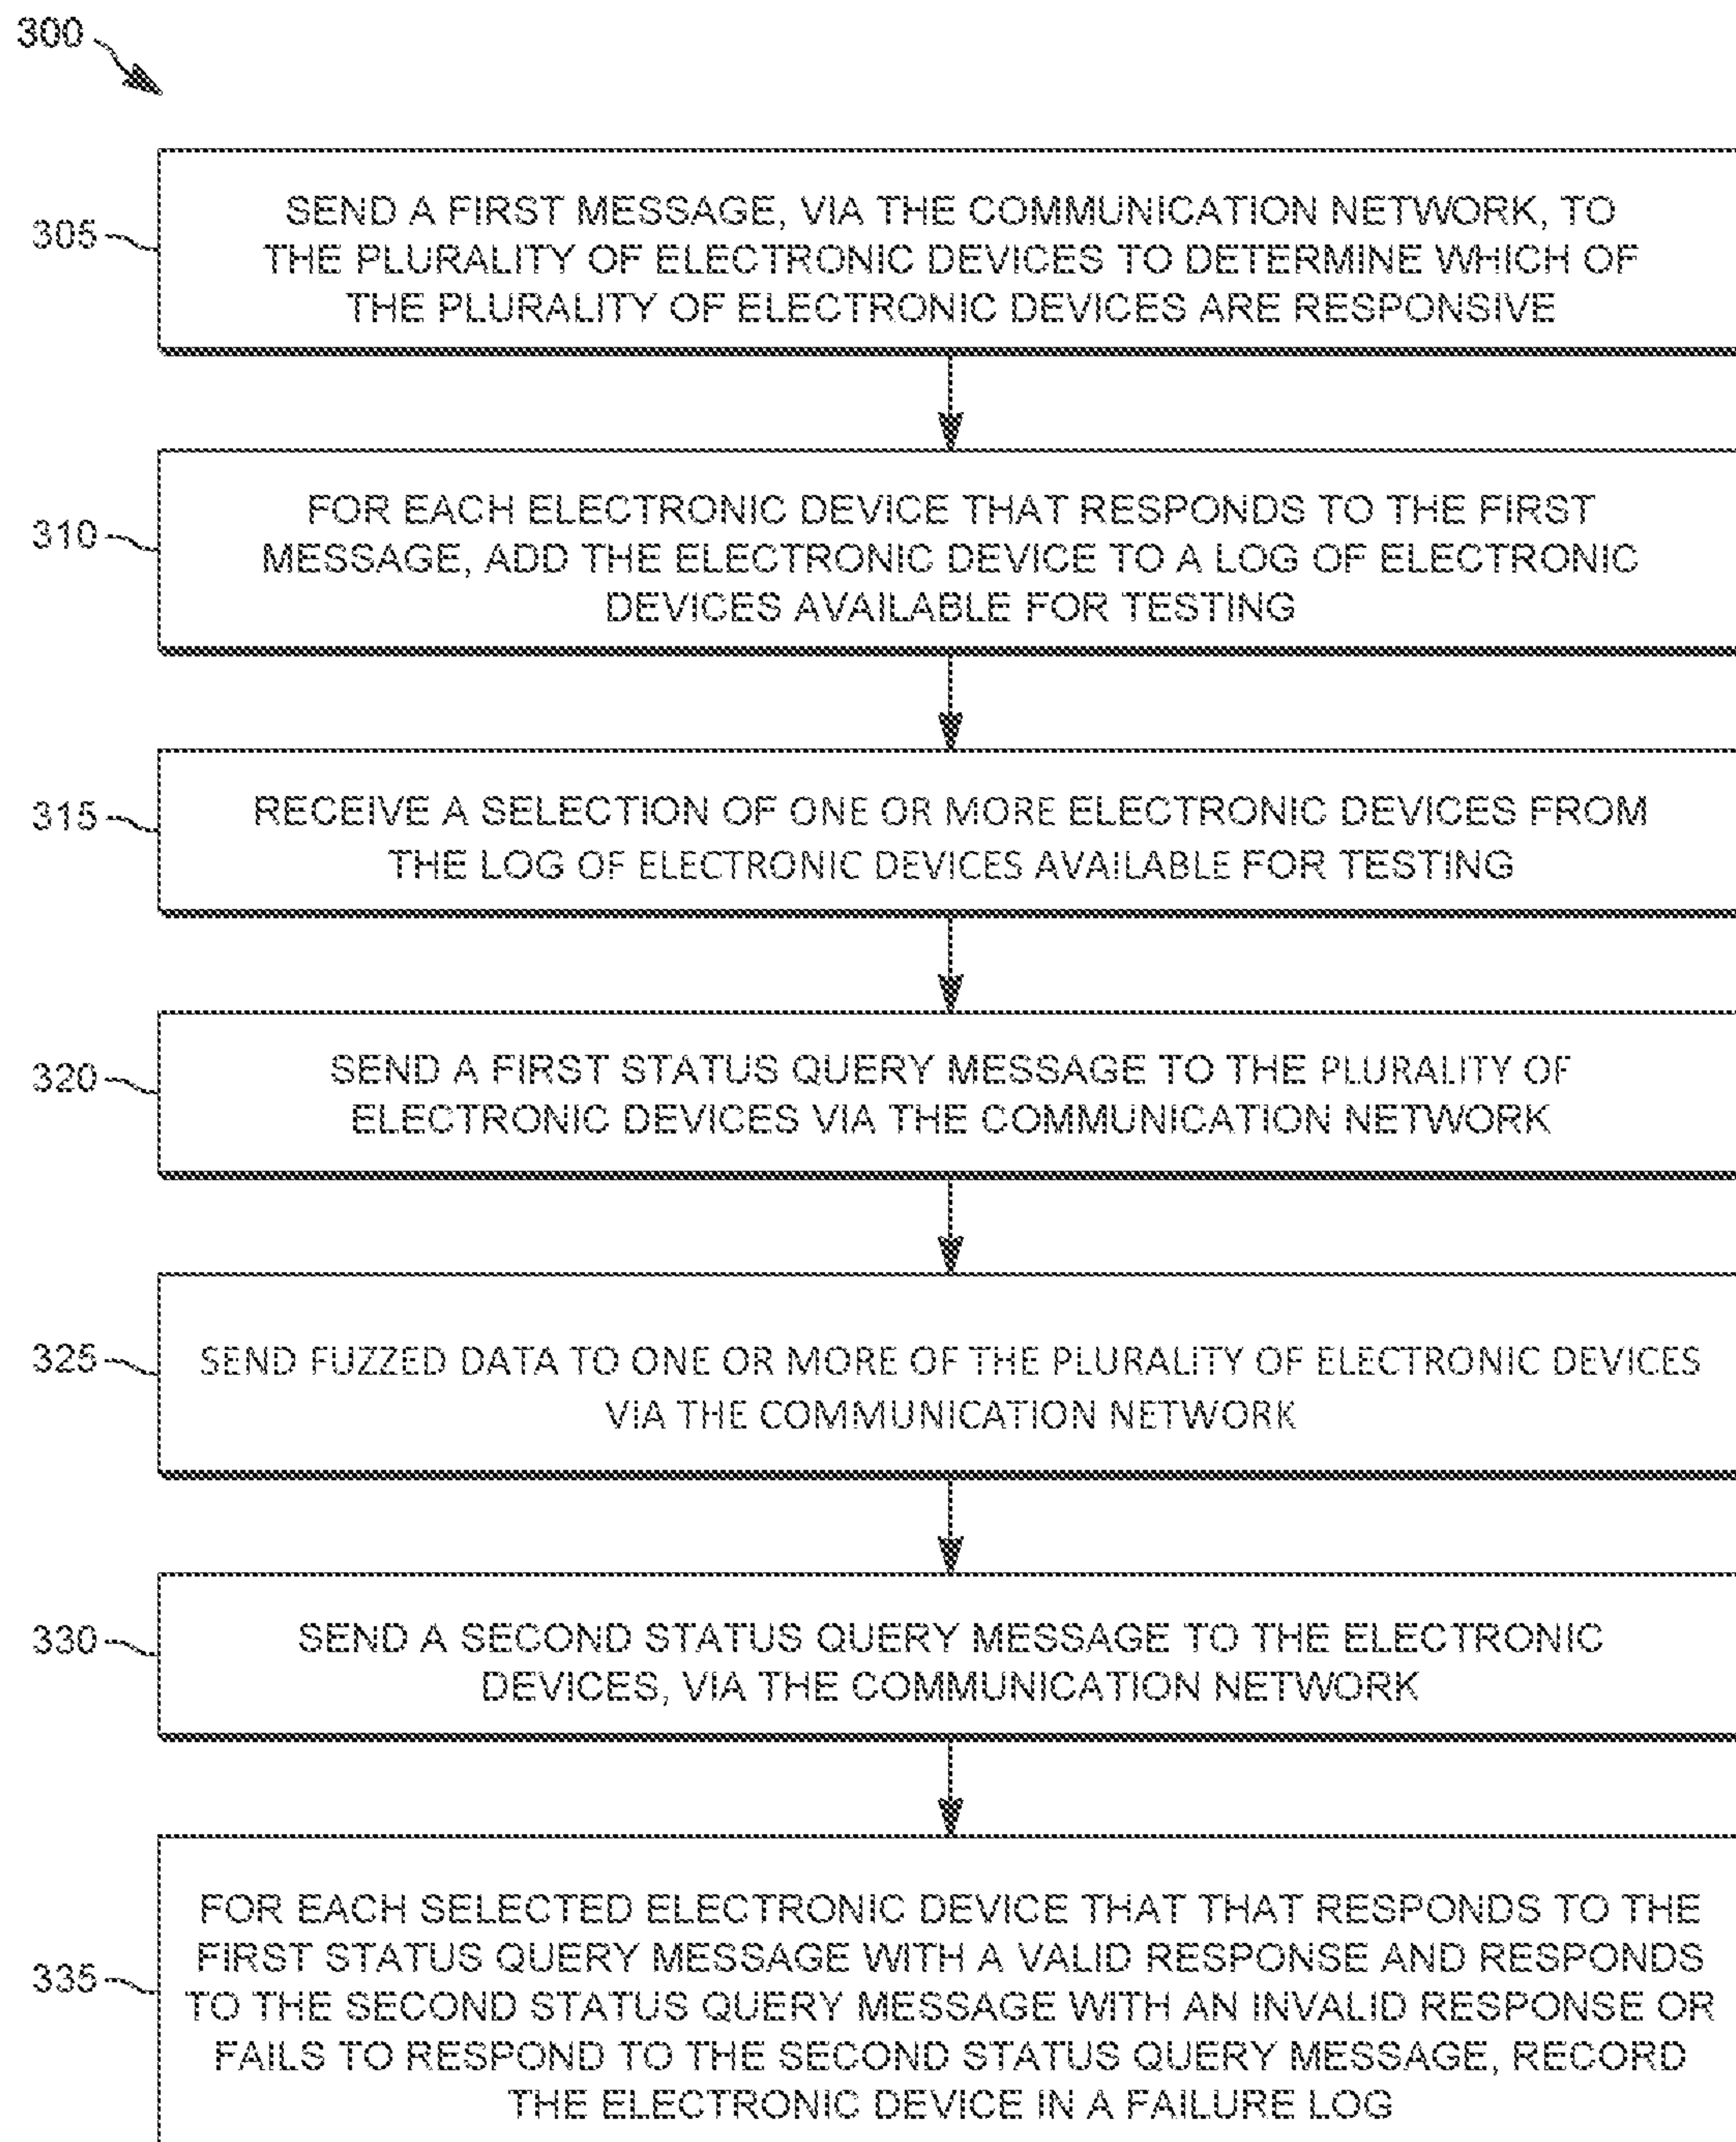 300
305
SEND A FIRST MESSAGE, VIA THE COMMUNICATION NETWORK, TO
THE PLURALITY OF ELECTRONIC DEVICES TO DETERMINE WHICH OF
THE PLURALITY OF ELECTRONIC DEVICES ARE RESPONSIVE
310
FOR EACH ELECTRONIC DEVICE THAT RESPONDS TO THE FIRST
MESSAGE, ADD THE ELECTRONIC DEVICE TO A LOG OF ELECTRONIC
DEVICES AVAILABLE FOR TESTING
315
RECEIVE A SELECTION OF ONE OR MORE ELECTRONIC DEVICES FROM
THE LOG OF ELECTRONIC DEVICES AVAILABLE FOR TESTING
320
SEND A FIRST STATUS QUERY MESSAGE TO THE PLURALITY OF
ELECTRONIC DEVICES VIA THE COMMUNICATION NETWORK
325
SEND FUZZED DATA TO ONE OR MORE OF THE PLURALITY OF ELECTRONIC DEVICES
VIA THE COMMUNICATION NETWORK
330
SEND A SECOND STATUS QUERY MESSAGE TO THE ELECTRONIC
DEVICES, VIA THE COMMUNICATION NETWORK
335
FOR EACH SELECTED ELECTRONIC DEVICE THAT THAT RESPONDS TO THE
FIRST STATUS QUERY MESSAGE WITH A VALID RESPONSE AND RESPONDS
TO THE SECOND STATUS QUERY MESSAGE WITH AN INVALID RESPONSE OR
FAILS TO RESPOND TO THE SECOND STATUS QUERY MESSAGE, RECORD
THE ELECTRONIC DEVICE IN A FAILURE LOG